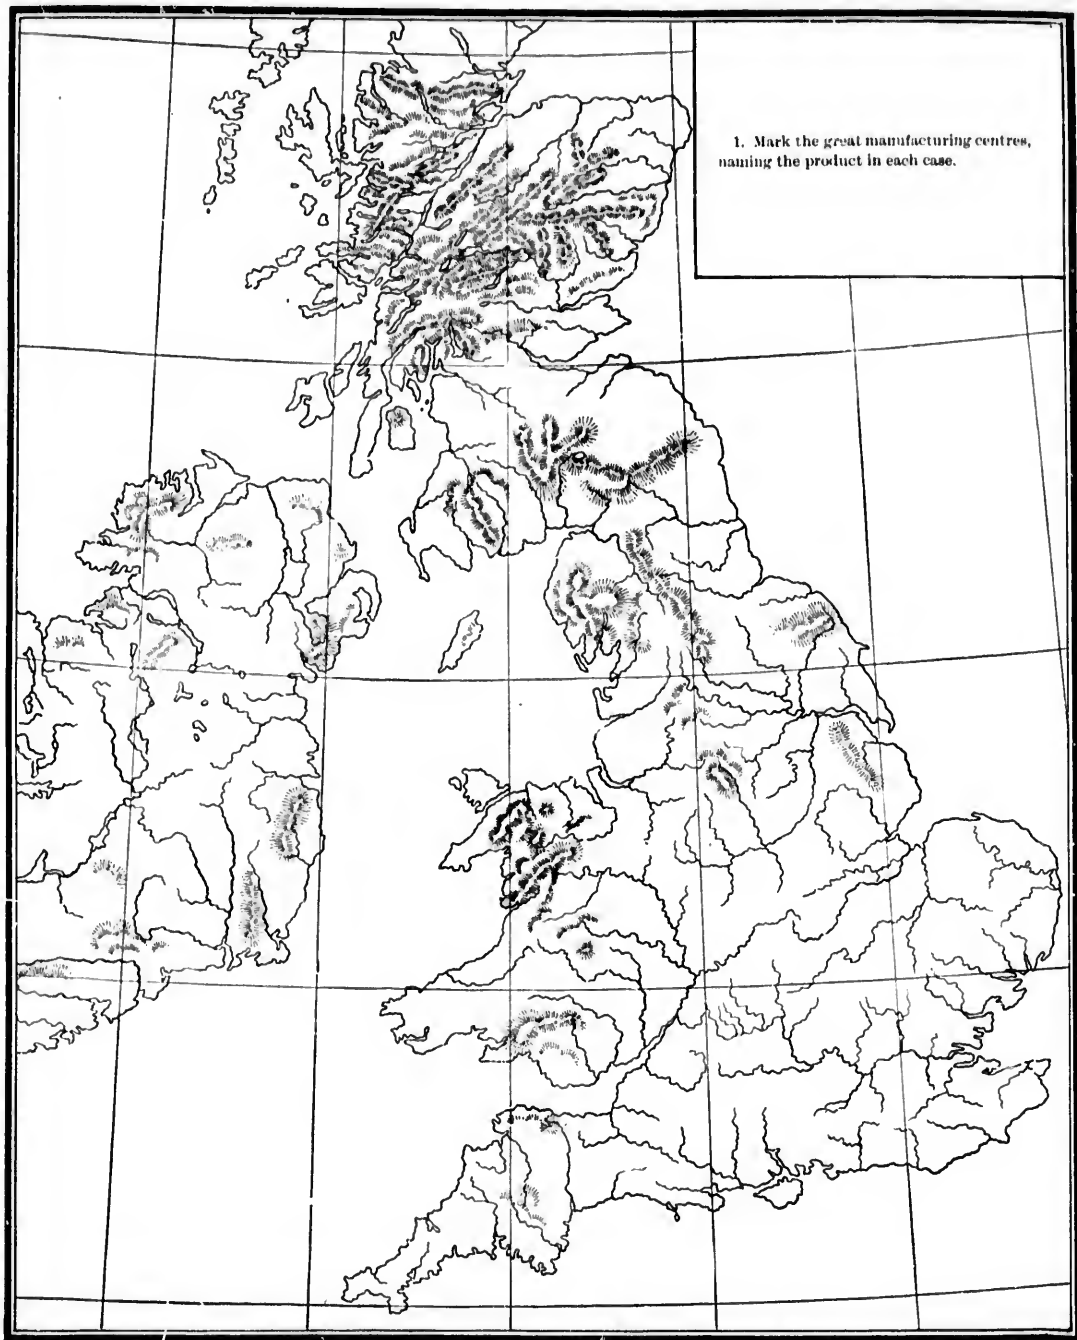 1. Mark the great manufacturing centres,
naming the product in each case.